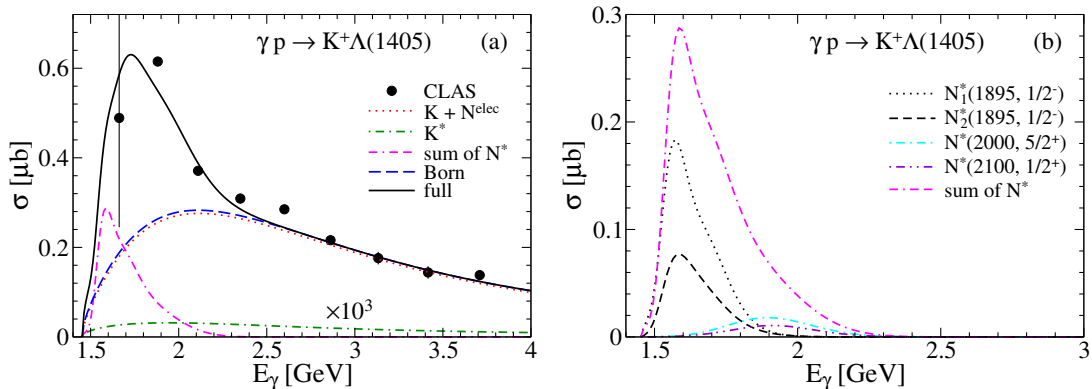 γ p → K⁺Λ(1405) (a)
CLAS
K + Nᵉˡᵉᶜ
K*
sum of N*
Born
full
×10³
σ [μb]
0.6
0.4
0.2
0
1.5 2 2.5 3 3.5 4
E_γ [GeV]
γ p → K⁺Λ(1405) (b)
N₁*(1895, 1/2⁻)
N₂*(1895, 1/2⁻)
N*(2000, 5/2⁺)
N*(2100, 1/2⁺)
sum of N*
σ [μb]
0.3
0.2
0.1
0
1.5 2 2.5 3
E_γ [GeV]